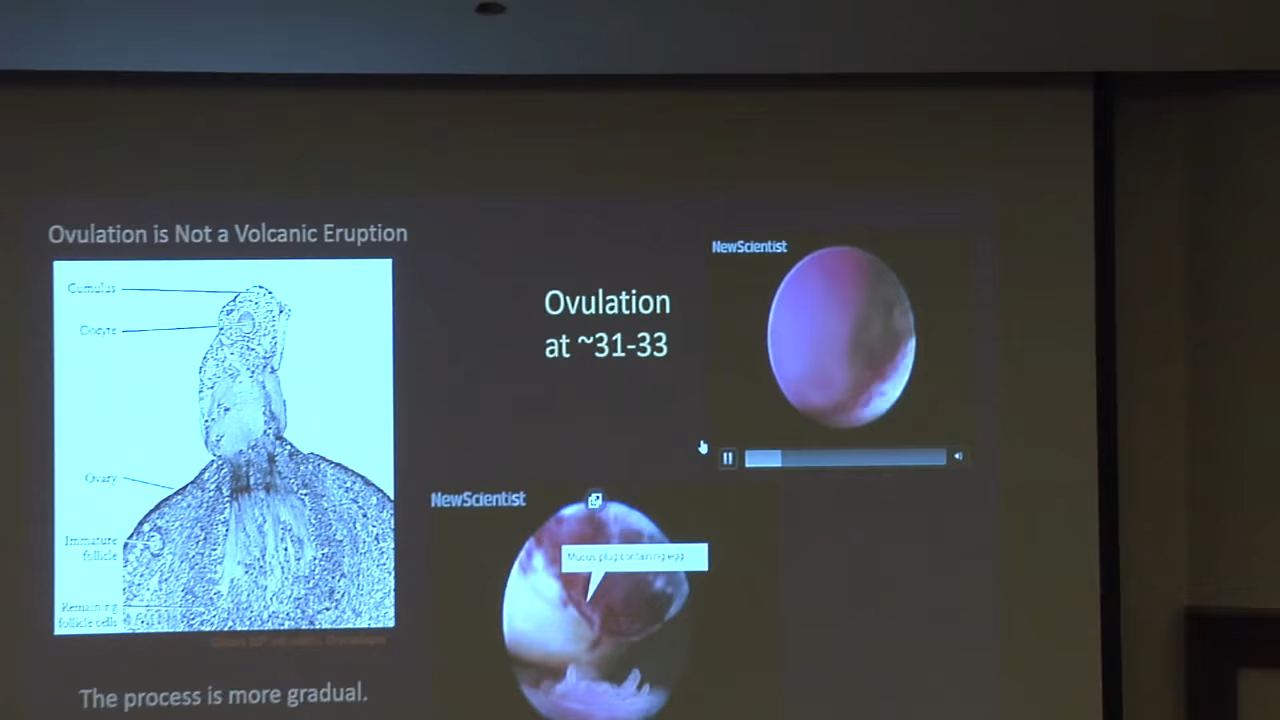 Ovulation is Not a Volcanic Eruption
Cumulus
Oocyte
Ovary
Immature
follicle
Remaining
follicle cells
The process is more gradual.
Ovulation
at ~31-33
NewScientist
NewScientist
Mucus plug containing egg